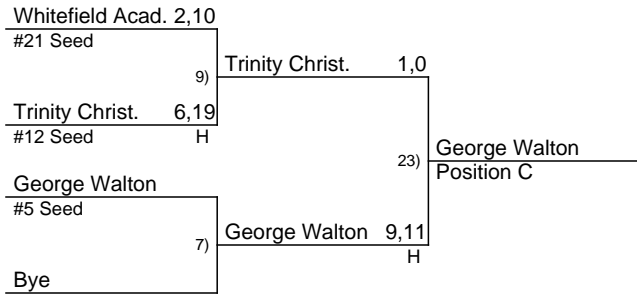 Whitefield Acad. 2,10
#21 Seed
9)
Trinity Christ. 1,0
Trinity Christ. 6,19
#12 Seed H
23)
George Walton
Position C
George Walton
#5 Seed
7)
George Walton 9,11
H
Bye